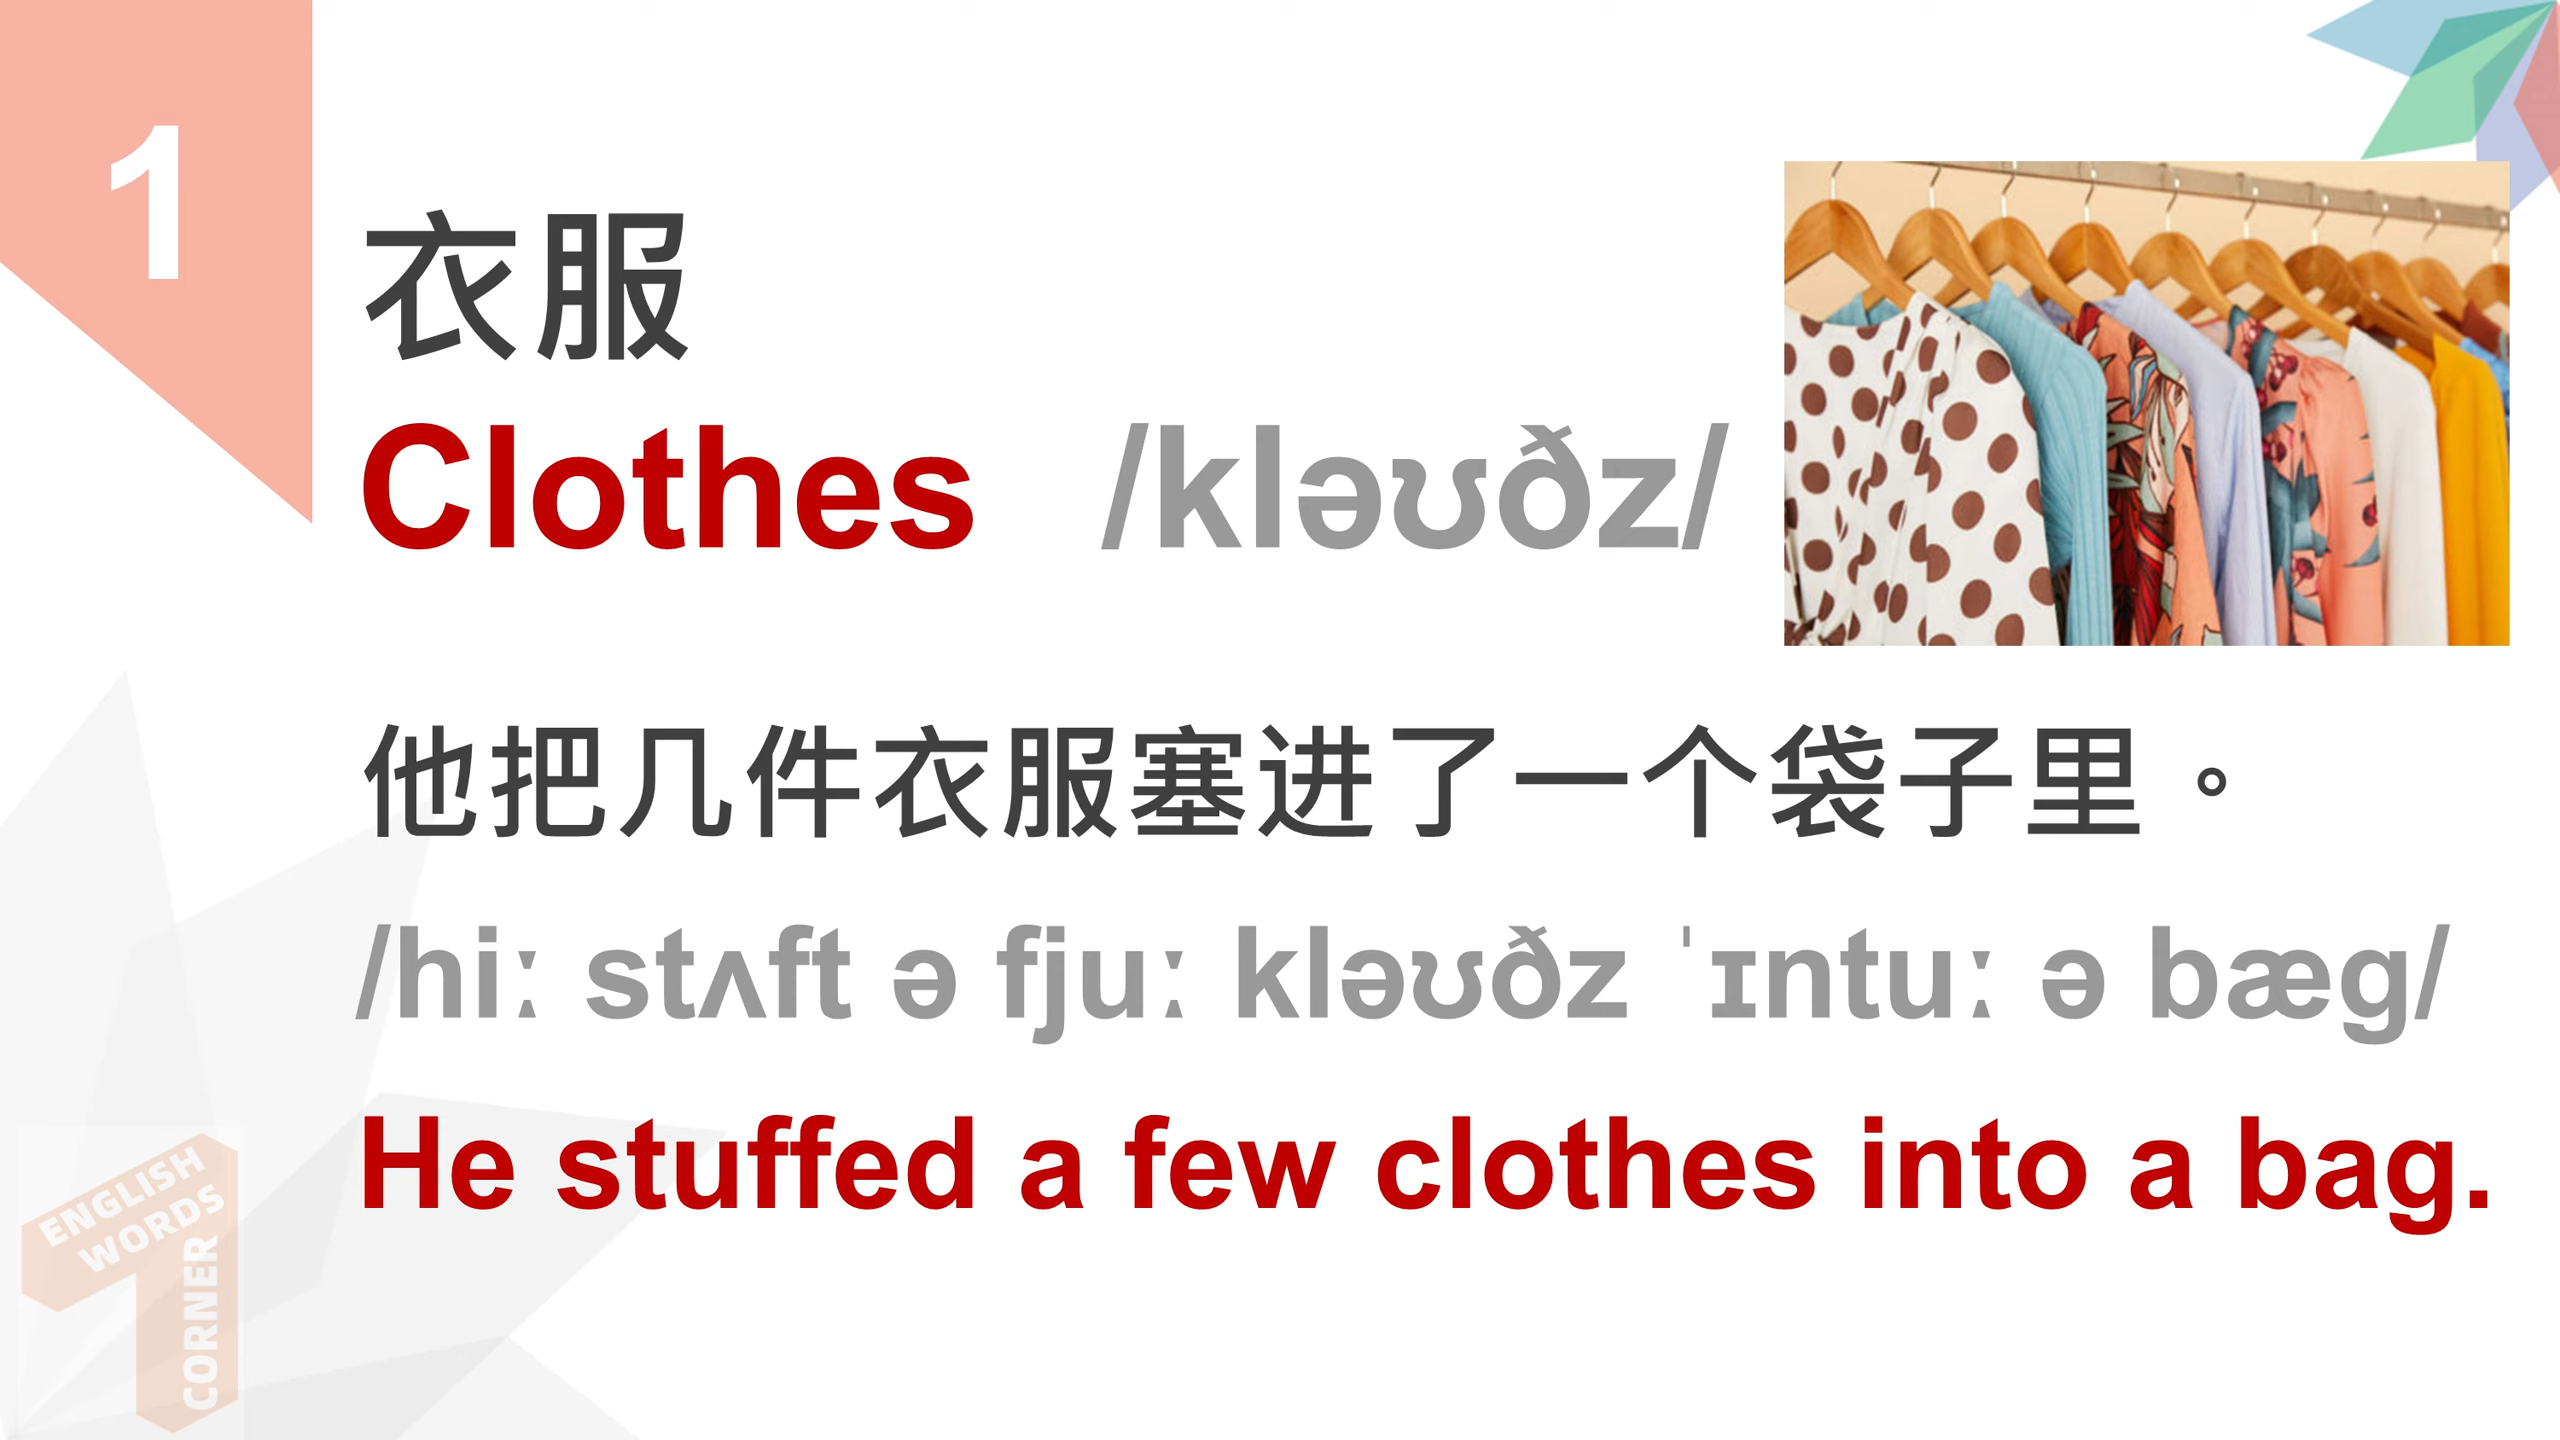 1
衣服
Clothes /kləʊðz/
他把几件衣服塞进了一个袋子里。
/hiː stʌft ə fjuː kləʊðz ˈɪntuː ə bæg/
He stuffed a few clothes into a bag.
ENGLISH
WORDS
CORNER